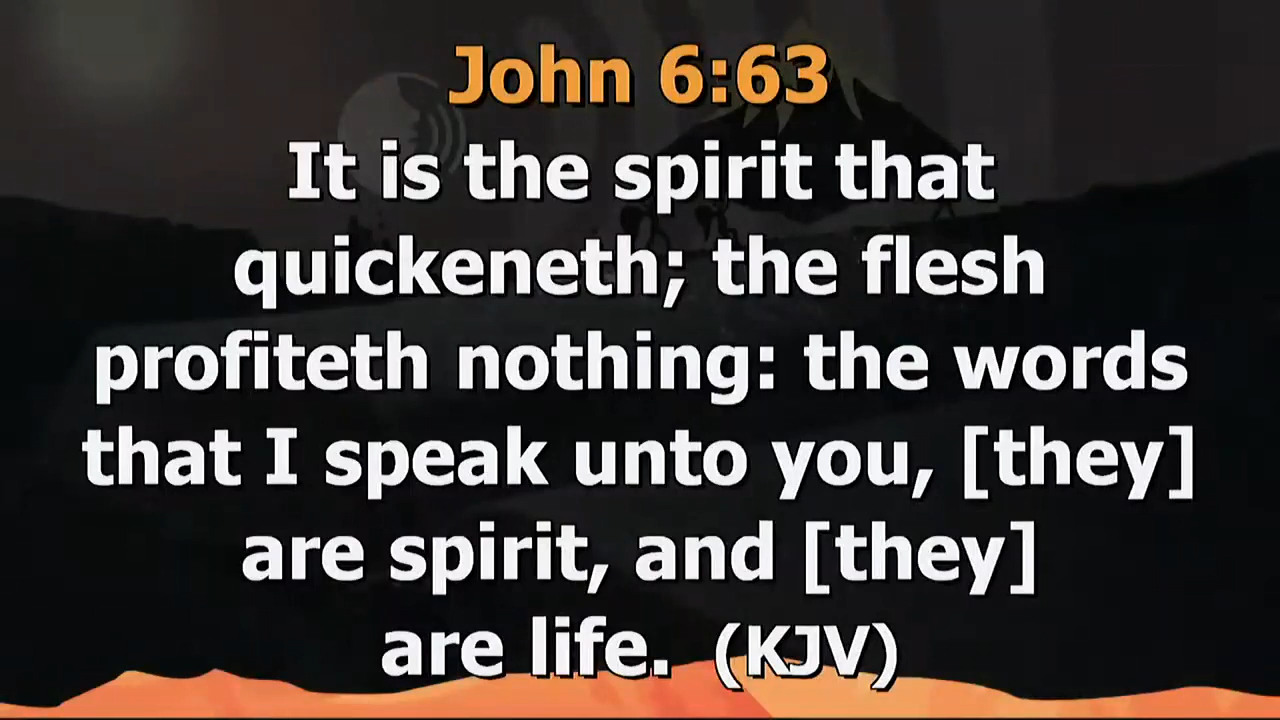 John 6:63
It is the spirit that
quickeneth; the flesh
profiteth nothing: the words
that I speak unto you, [they]
are spirit, and [they]
are life. (KJV)